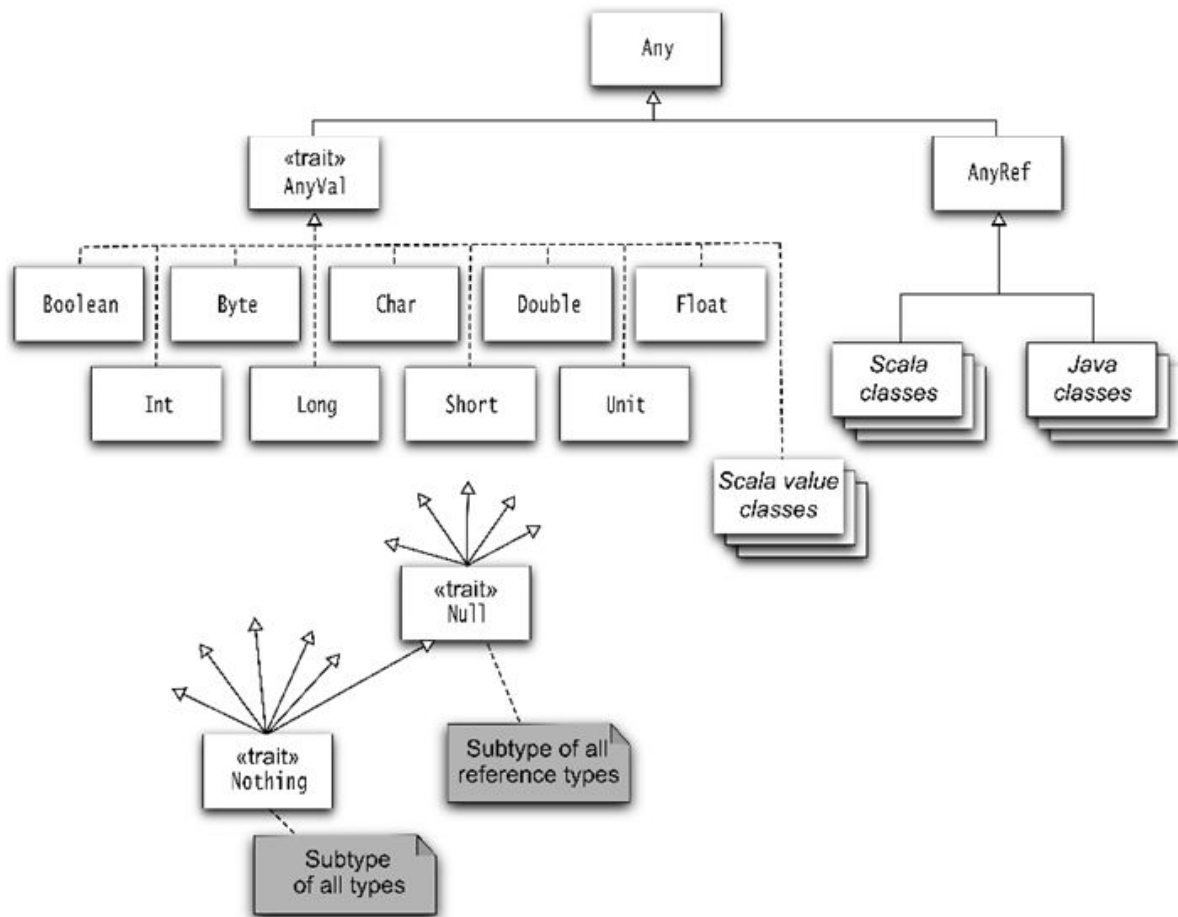 Any
«trait»
AnyVal
AnyRef
Boolean
Byte
Char
Double
Float
Int
Long
Short
Unit
Scala
classes
Java
classes
Scala value
classes
«trait»
Null
«trait»
Nothing
Subtype of all
reference types
Subtype
of all types